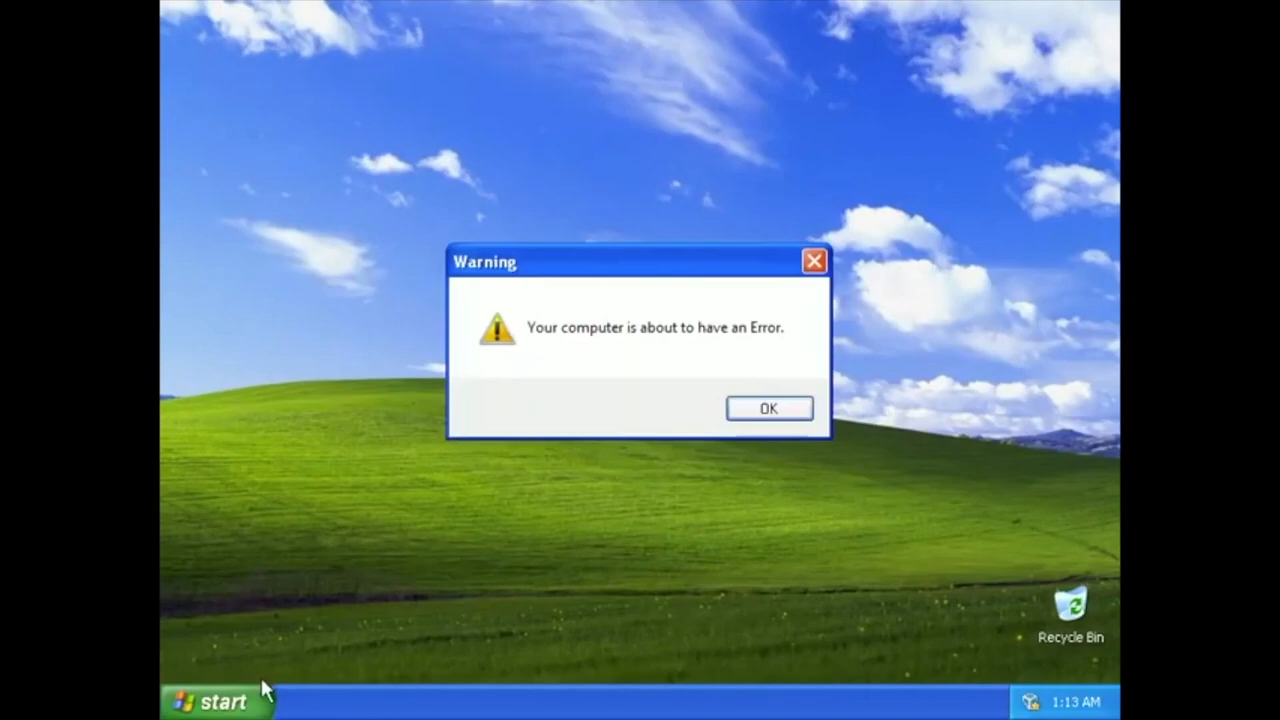 Warning
Your computer is about to have an Error.
OK
Recycle Bin
start
1:13 AM